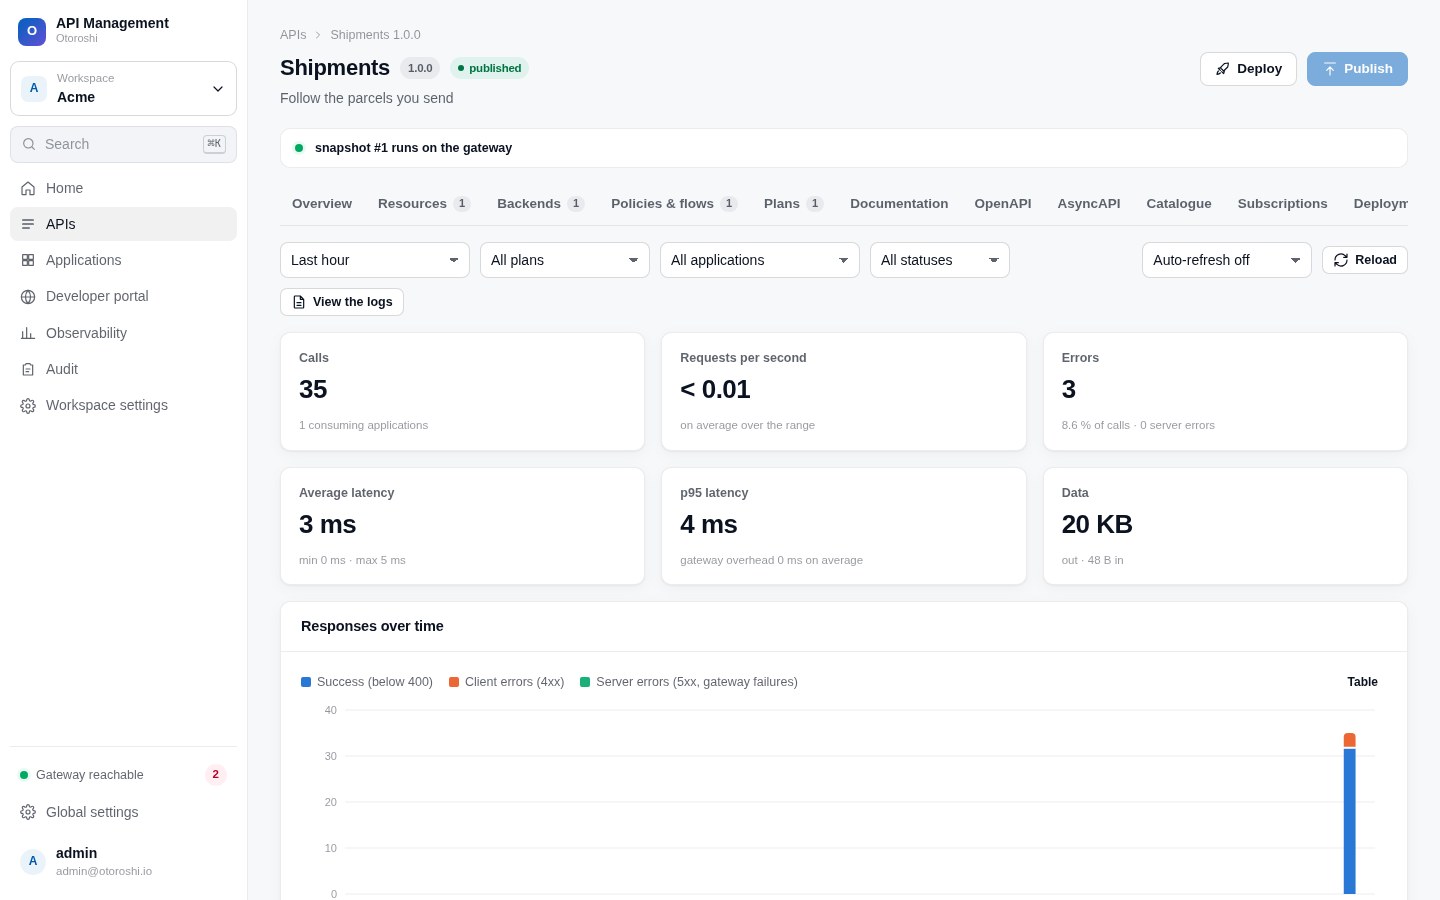 API Management
Otoroshi
O
Workspace
A
Acme
Search
⌘K
Home
APIs
Applications
Developer portal
Observability
Audit
Workspace settings
Gateway reachable
2
Global settings
A
admin
admin@otoroshi.io
APIs > Shipments 1.0.0
Shipments 1.0.0 published
Deploy
Publish
Follow the parcels you send
snapshot #1 runs on the gateway
Overview Resources 1 Backends 1 Policies & flows 1 Plans 1 Documentation OpenAPI AsyncAPI Catalogue Subscriptions Deploym
Last hour All plans All applications All statuses Auto-refresh off Reload
View the logs
Calls
35
1 consuming applications
Requests per second
< 0.01
on average over the range
Errors
3
8.6 % of calls · 0 server errors
Average latency
3 ms
min 0 ms · max 5 ms
p95 latency
4 ms
gateway overhead 0 ms on average
Data
20 KB
out · 48 B in
Responses over time
Success (below 400) Client errors (4xx) Server errors (5xx, gateway failures) Table
40
30
20
10
0